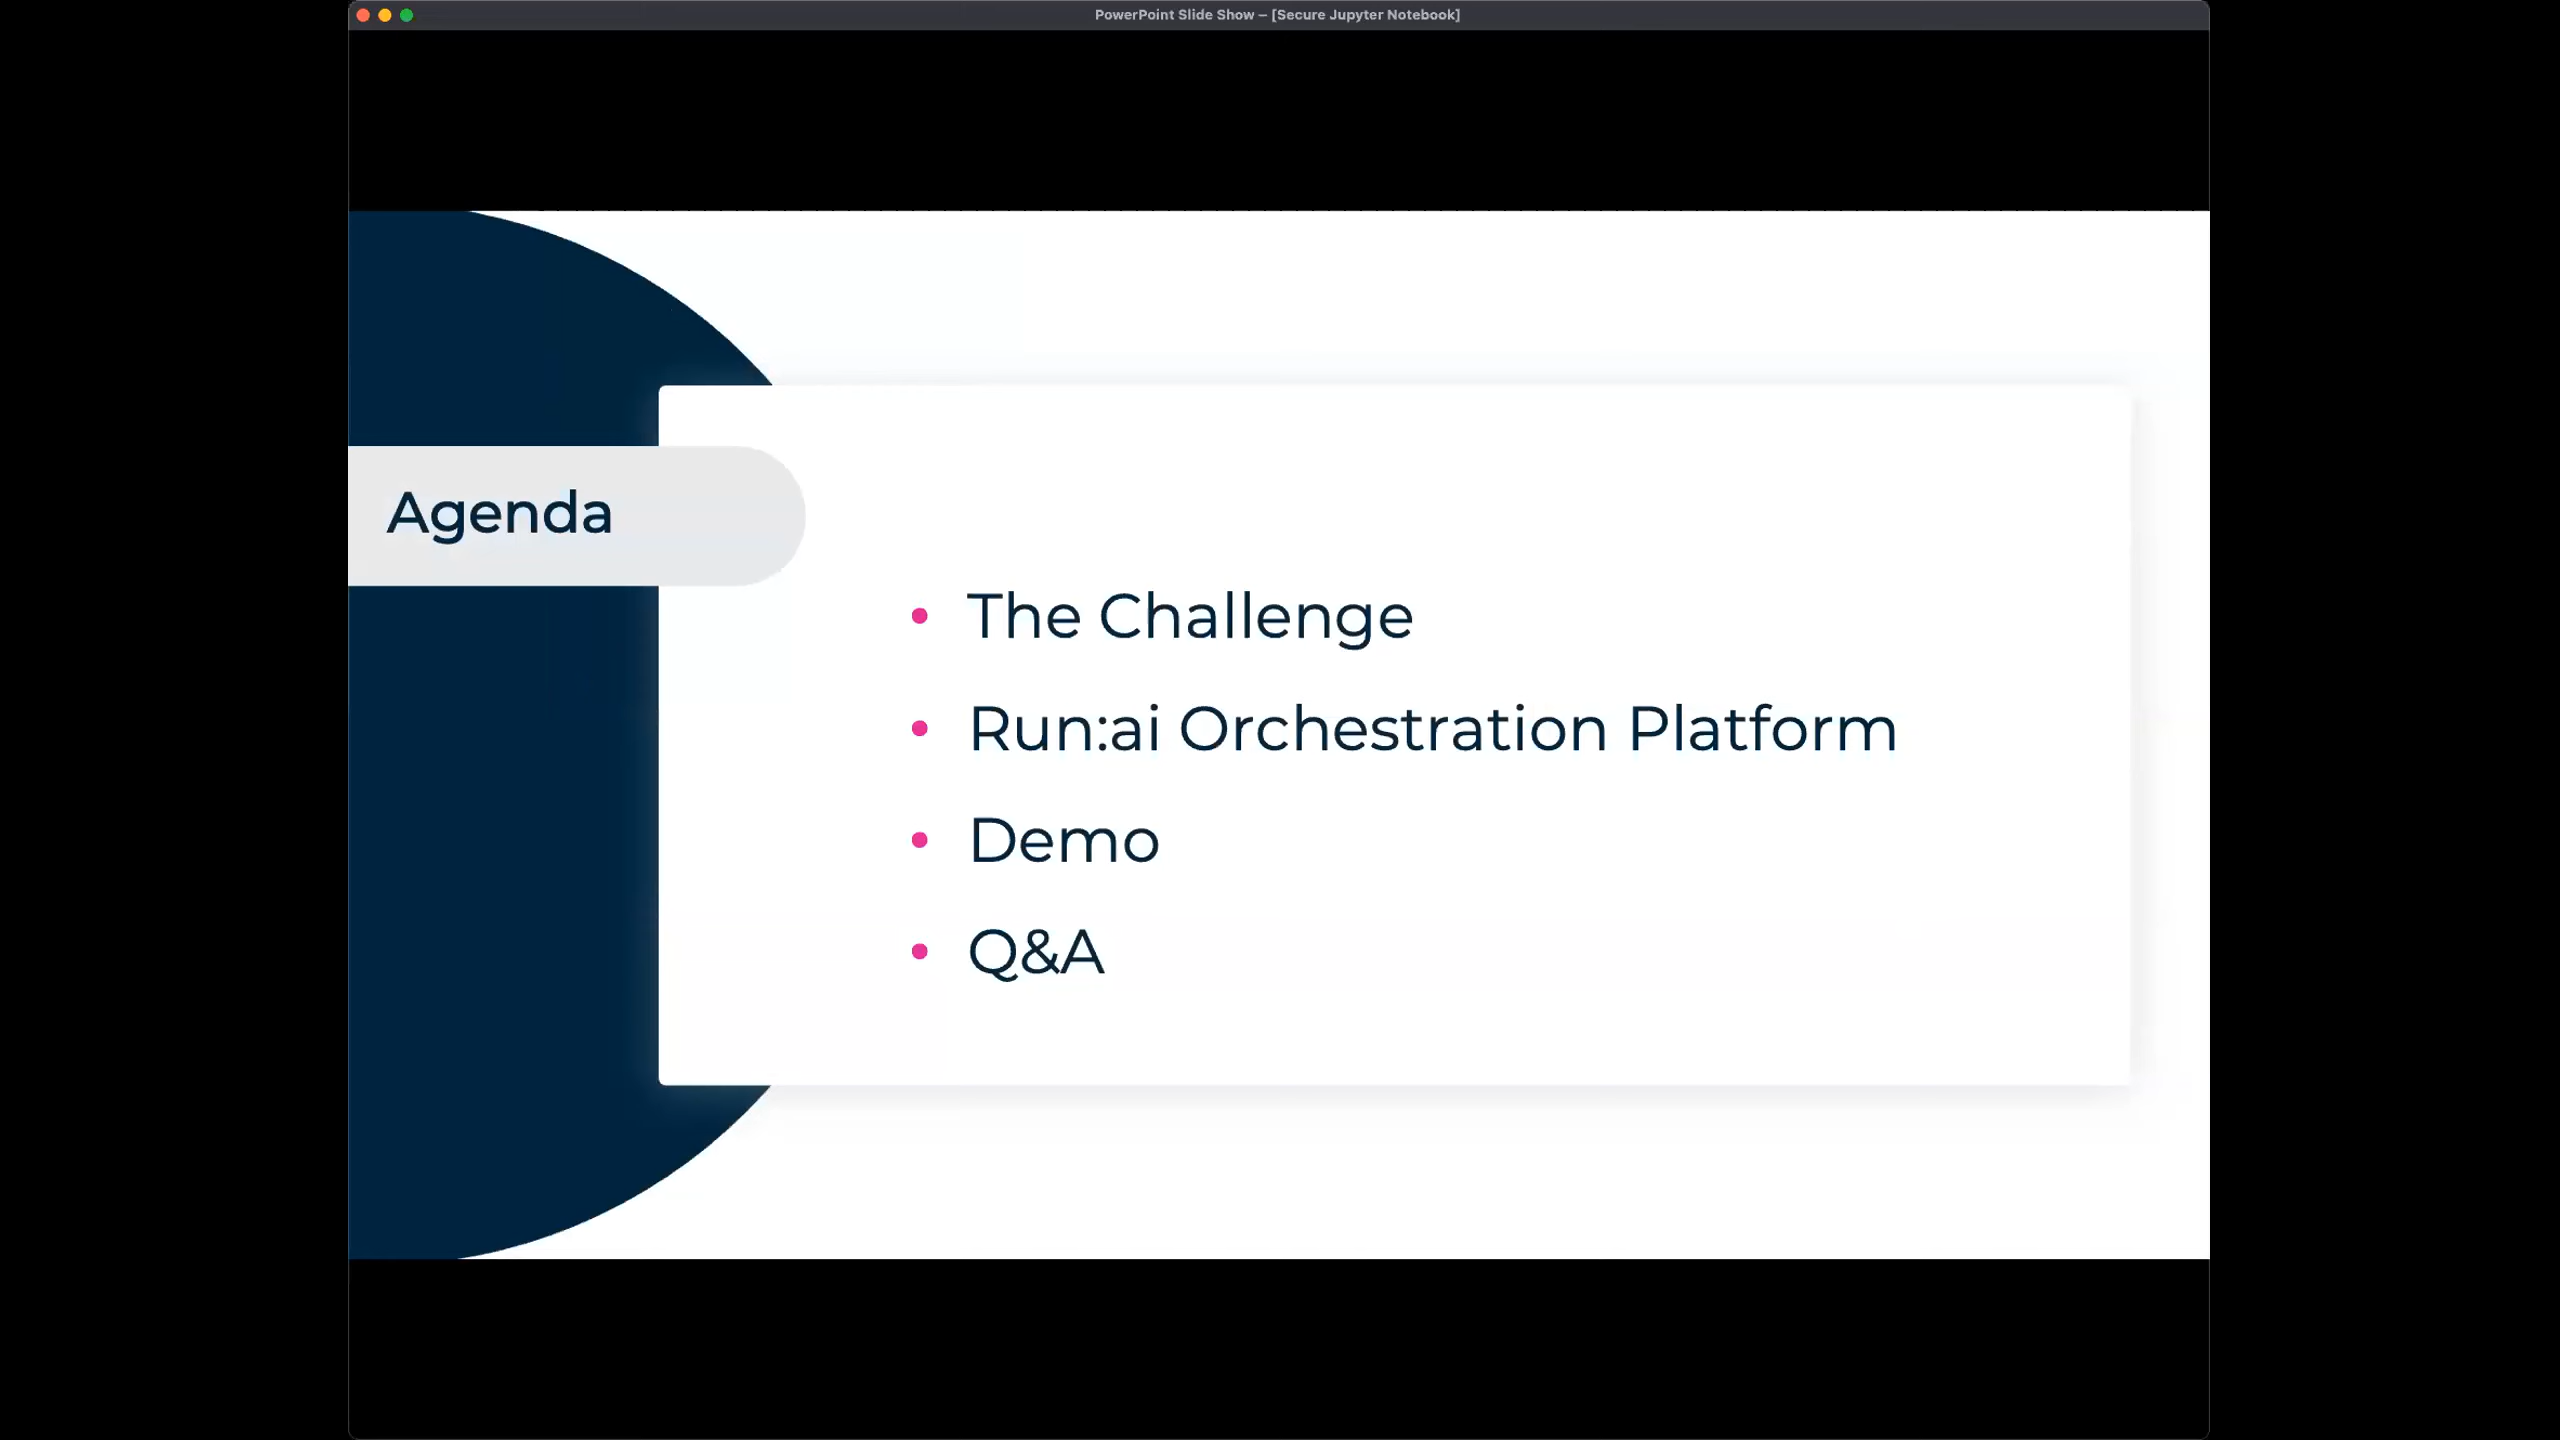 PowerPoint Slide Show – [Secure Jupyter Notebook]
Agenda
• The Challenge
• Run:ai Orchestration Platform
• Demo
• Q&A